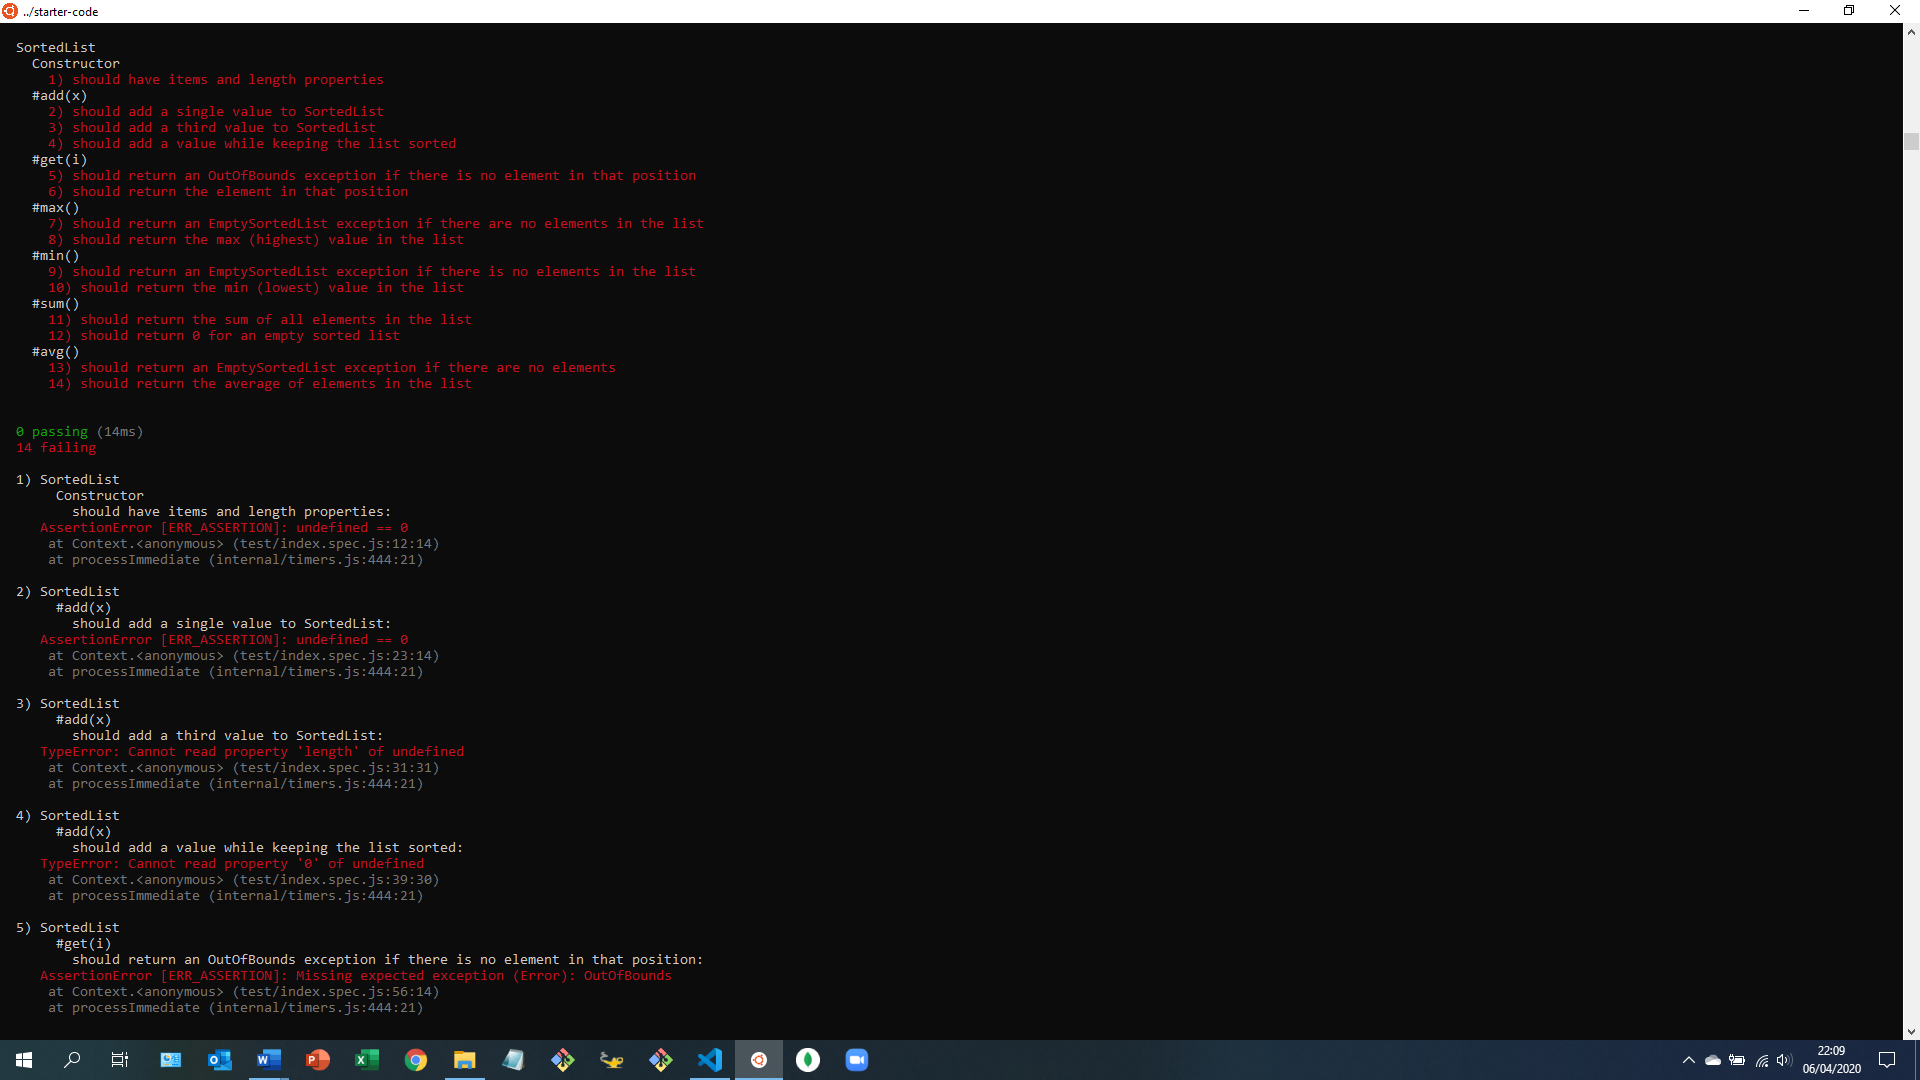 ../starter-code
SortedList
Constructor
1) should have items and length properties
#add(x)
2) should add a single value to SortedList
3) should add a third value to SortedList
4) should add a value while keeping the list sorted
#get(i)
5) should return an OutOfBounds exception if there is no element in that position
6) should return the element in that position
#max()
7) should return an EmptySortedList exception if there are no elements in the list
8) should return the max (highest) value in the list
#min()
9) should return an EmptySortedList exception if there is no elements in the list
10) should return the min (lowest) value in the list
#sum()
11) should return the sum of all elements in the list
12) should return 0 for an empty sorted list
#avg()
13) should return an EmptySortedList exception if there are no elements
14) should return the average of elements in the list
0 passing (14ms)
14 failing
1) SortedList
Constructor
should have items and length properties:
AssertionError [ERR_ASSERTION]: undefined == 0
at Context.<anonymous> (test/index.spec.js:12:14)
at processImmediate (internal/timers.js:444:21)
2) SortedList
#add(x)
should add a single value to SortedList:
AssertionError [ERR_ASSERTION]: undefined == 0
at Context.<anonymous> (test/index.spec.js:23:14)
at processImmediate (internal/timers.js:444:21)
3) SortedList
#add(x)
should add a third value to SortedList:
TypeError: Cannot read property 'length' of undefined
at Context.<anonymous> (test/index.spec.js:31:31)
at processImmediate (internal/timers.js:444:21)
4) SortedList
#add(x)
should add a value while keeping the list sorted:
TypeError: Cannot read property '0' of undefined
at Context.<anonymous> (test/index.spec.js:39:30)
at processImmediate (internal/timers.js:444:21)
5) SortedList
#get(i)
should return an OutOfBounds exception if there is no element in that position:
AssertionError [ERR_ASSERTION]: Missing expected exception (Error): OutOfBounds
at Context.<anonymous> (test/index.spec.js:56:14)
at processImmediate (internal/timers.js:444:21)
22:09
06/04/2020